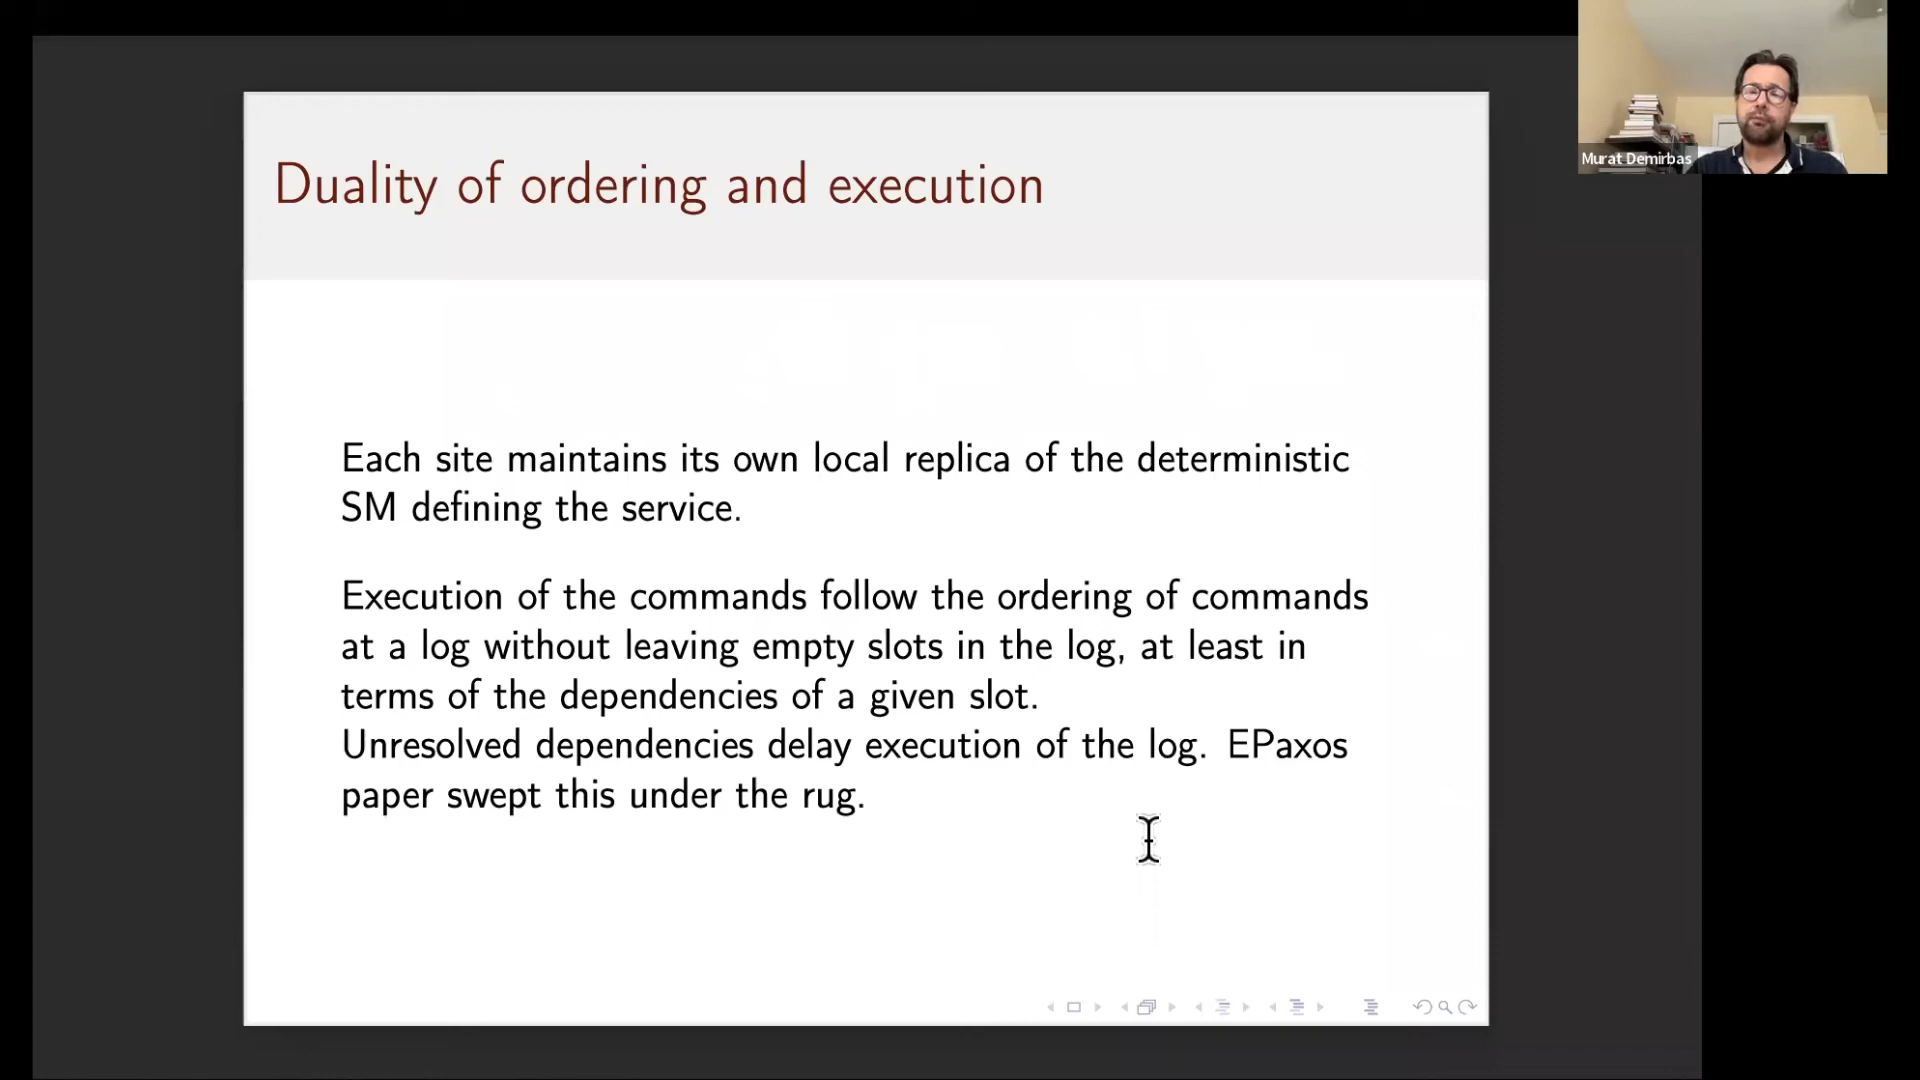 Murat Demirbas
Duality of ordering and execution
Each site maintains its own local replica of the deterministic
SM defining the service.
Execution of the commands follow the ordering of commands
at a log without leaving empty slots in the log, at least in
terms of the dependencies of a given slot.
Unresolved dependencies delay execution of the log. EPaxos
paper swept this under the rug.